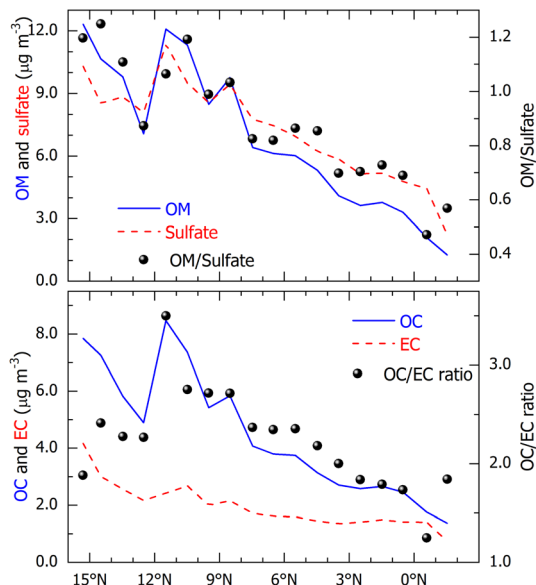 12.0
9.0
6.0
3.0
0.0
OM and sulfate (µg m⁻³)
1.2
1.0
0.8
0.6
0.4
OM/Sulfate
OM
Sulfate
OM/Sulfate
8.0
6.0
4.0
2.0
0.0
OC and EC (µg m⁻³)
3.0
2.0
1.0
OC/EC ratio
OC
EC
OC/EC ratio
15°N 12°N 9°N 6°N 3°N 0°N